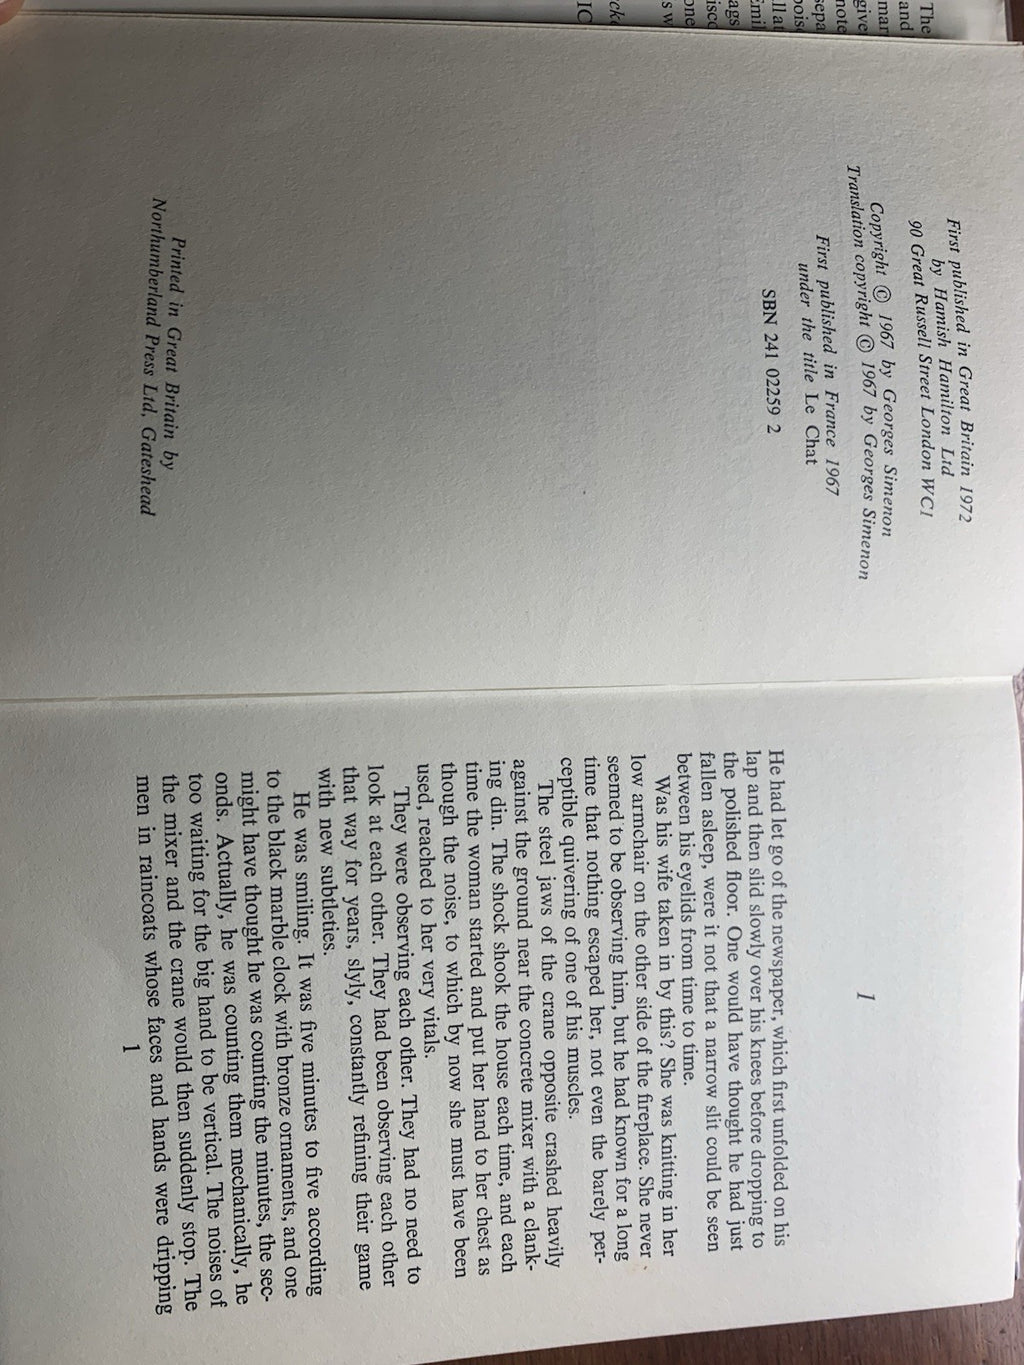 The
and
mar
give
note
sepa
pois
ll at
Emil
ags
isco
one
s w
cka
IC
First published in Great Britain 1972
by Hamish Hamilton Ltd
90 Great Russell Street London WC1
Copyright © 1967 by Georges Simenon
Translation copyright © 1967 by Georges Simenon
First published in France 1967
under the title Le Chat
SBN 241 02259 2
Printed in Great Britain by
Northumberland Press Ltd, Gateshead
1
He had let go of the newspaper, which first unfolded on his
lap and then slid slowly over his knees before dropping to
the polished floor. One would have thought he had just
fallen asleep, were it not that a narrow slit could be seen
between his eyelids from time to time.
Was his wife taken in by this? She was knitting in her
low armchair on the other side of the fireplace. She never
seemed to be observing him, but he had known for a long
time that nothing escaped her, not even the barely per-
ceptible quivering of one of his muscles.
The steel jaws of the crane opposite crashed heavily
against the ground near the concrete mixer with a clank-
ing din. The shock shook the house each time, and each
time the woman started and put her hand to her chest as
though the noise, to which by now she must have been
used, reached to her very vitals.
They were observing each other. They had no need to
look at each other. They had been observing each other
that way for years, slyly, constantly refining their game
with new subtleties.
He was smiling. It was five minutes to five according
to the black marble clock with bronze ornaments, and one
might have thought he was counting the minutes, the sec-
onds. Actually, he was counting them mechanically, he
too waiting for the big hand to be vertical. The noises of
the mixer and the crane would then suddenly stop. The
men in raincoats whose faces and hands were dripping
1